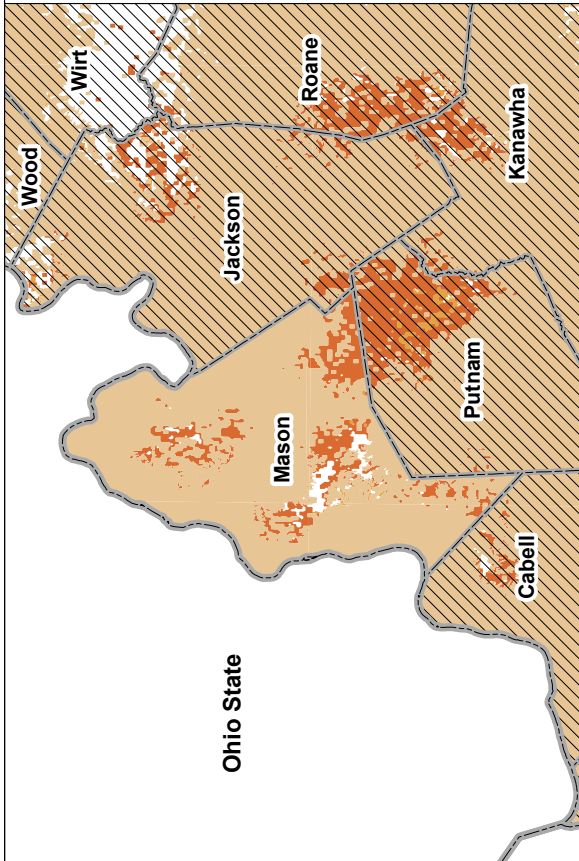 Wood
Wirt
Roane
Jackson
Kanawha
Mason
Putnam
Cabell
Ohio State